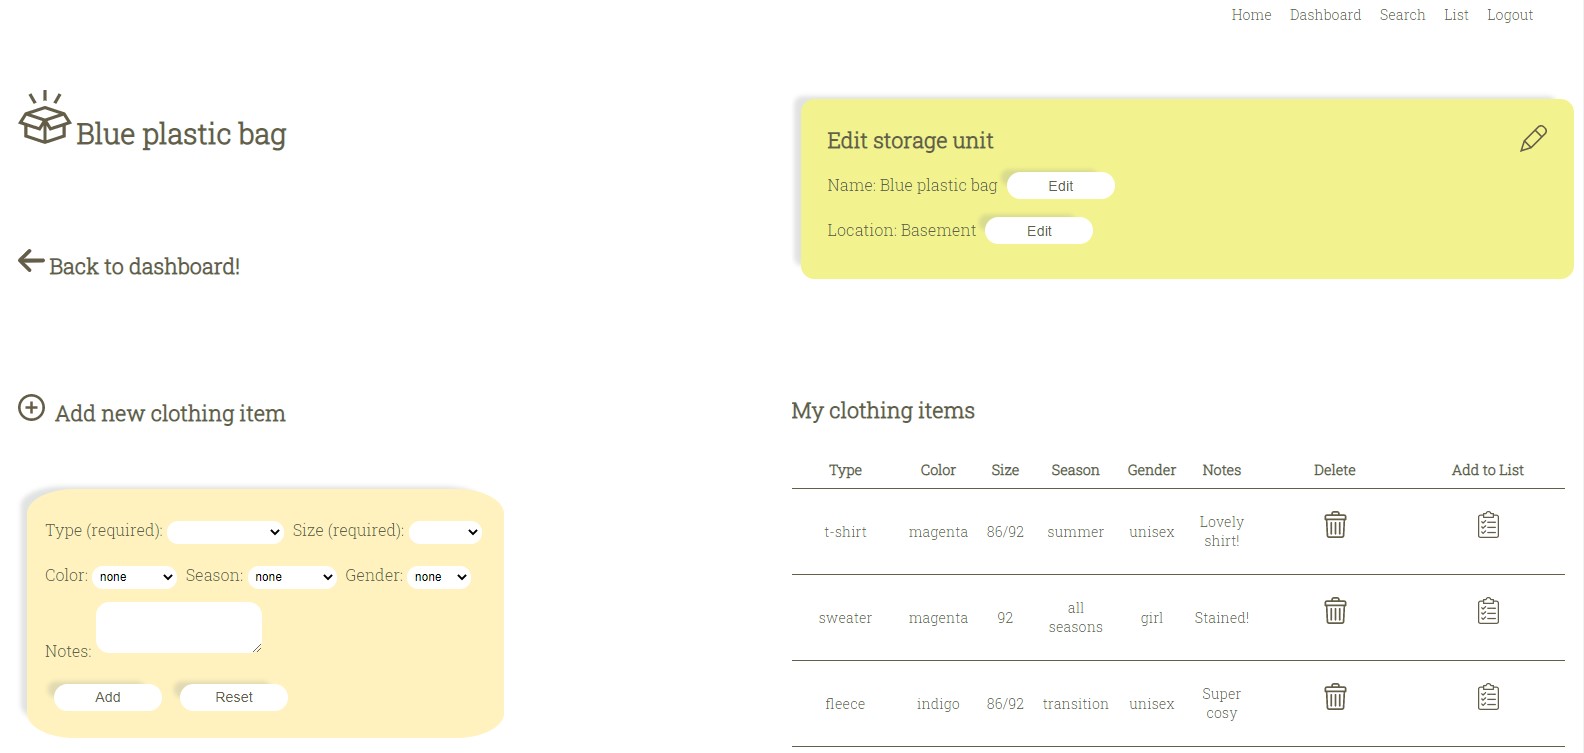 Home Dashboard Search List Logout
Blue plastic bag
Back to dashboard!
Edit storage unit
Name: Blue plastic bag Edit
Location: Basement Edit
Add new clothing item
Type (required): Size (required):
Color: none Season: none Gender: none
Notes:
Add Reset
My clothing items
Type Color Size Season Gender Notes Delete Add to List
t-shirt magenta 86/92 summer unisex Lovely
shirt!
sweater magenta 92 all
seasons girl Stained!
fleece indigo 86/92 transition unisex Super
cosy